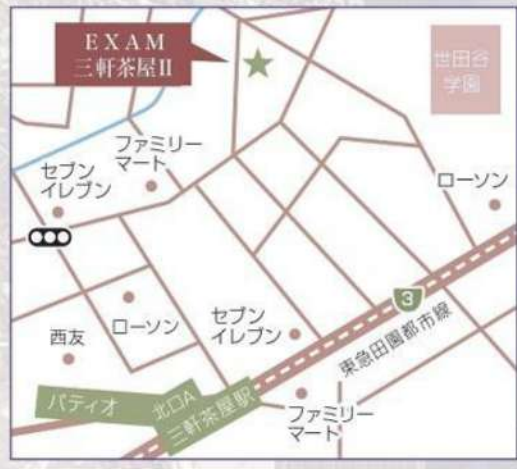 EXAM
三軒茶屋II
世田谷
学園
ファミリー
マート
セブン
イレブン
ローソン
3
ローソン
セブン
イレブン
西友
東急田園都市線
パティオ
北口A
三軒茶屋駅
ファミリー
マート